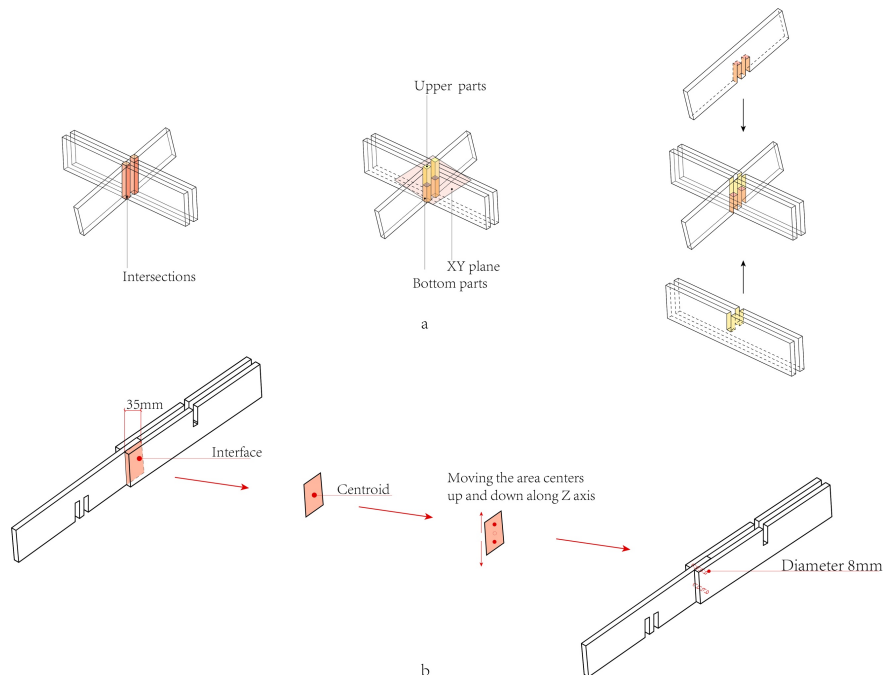 Upper parts
Intersections
XY plane
Bottom parts
a
35mm
Interface
Centroid
Moving the area centers
up and down along Z axis
Diameter 8mm
b